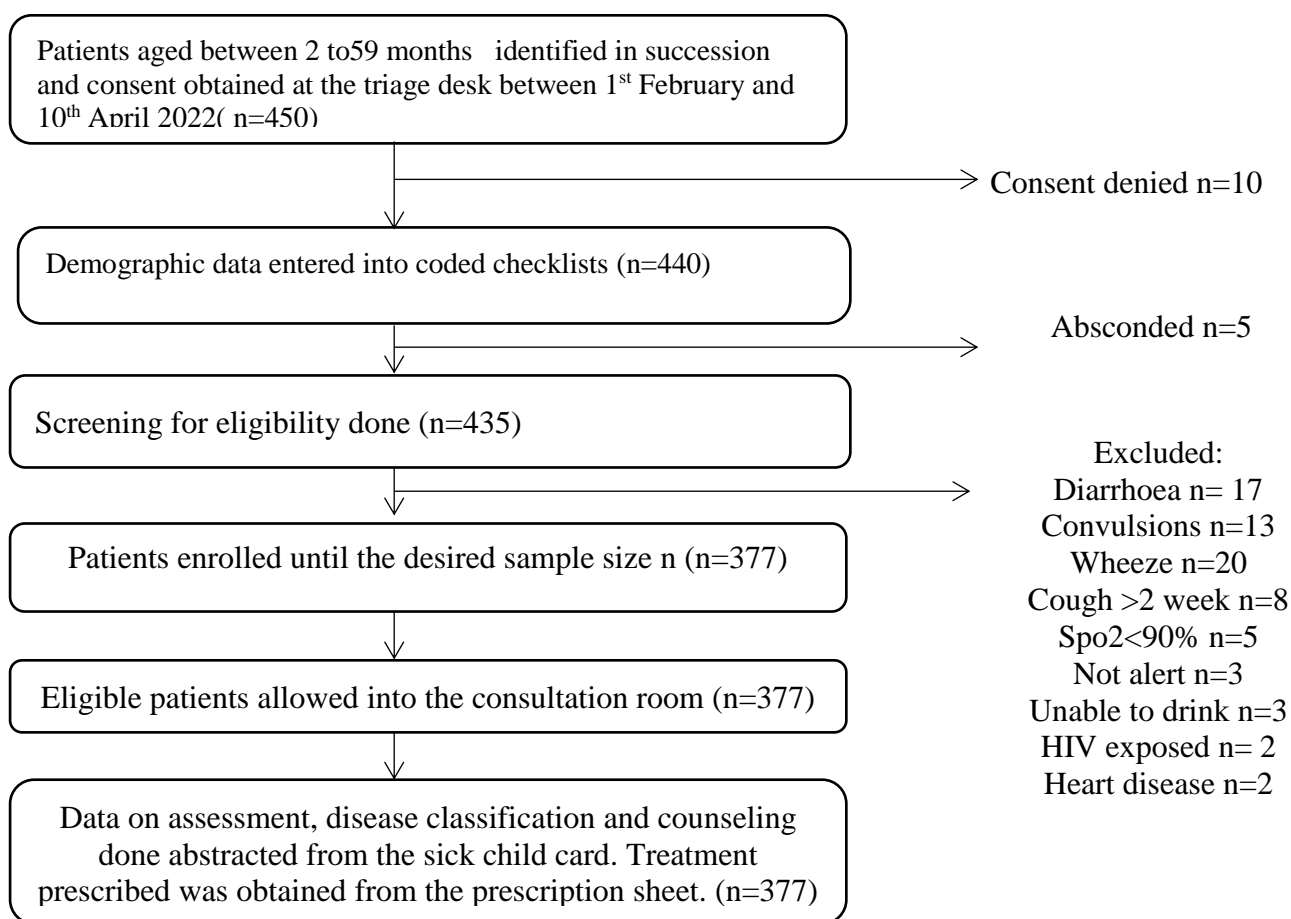 Patients aged between 2 to59 months identified in succession
and consent obtained at the triage desk between 1st February and
10th April 2022( n=450)
Consent denied n=10
Demographic data entered into coded checklists (n=440)
Absconded n=5
Screening for eligibility done (n=435)
Excluded:
Diarrhoea n= 17
Convulsions n=13
Wheeze n=20
Cough >2 week n=8
Spo2<90% n=5
Not alert n=3
Unable to drink n=3
HIV exposed n= 2
Heart disease n=2
Patients enrolled until the desired sample size n (n=377)
Eligible patients allowed into the consultation room (n=377)
Data on assessment, disease classification and counseling
done abstracted from the sick child card. Treatment
prescribed was obtained from the prescription sheet. (n=377)